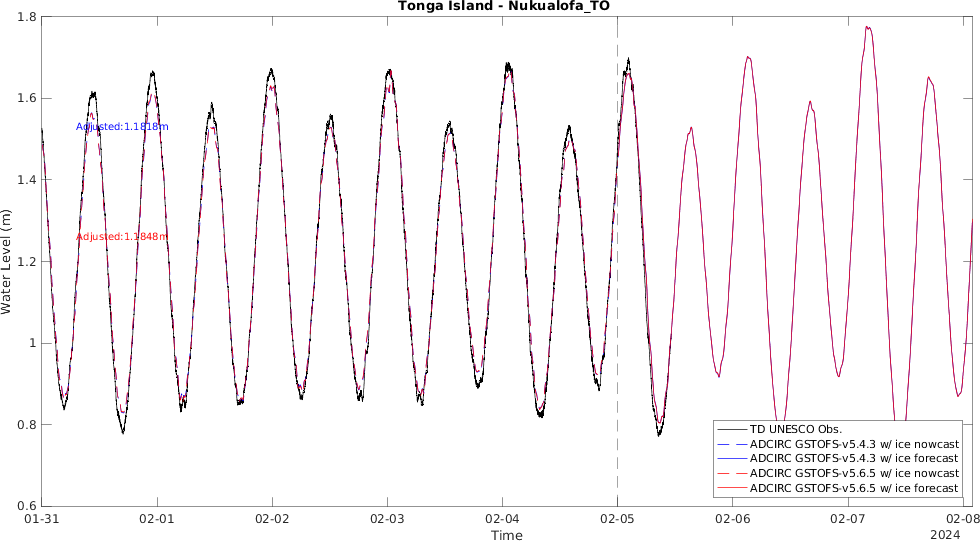 Tonga Island - Nukualofa_TO
1.8
1.6
1.4
1.2
1
0.8
0.6
Water Level (m)
Adjusted:1.1818m
Adjusted:1.1848m
TD UNESCO Obs.
ADCIRC GSTOFS-v5.4.3 w/ ice nowcast
ADCIRC GSTOFS-v5.4.3 w/ ice forecast
ADCIRC GSTOFS-v5.6.5 w/ ice nowcast
ADCIRC GSTOFS-v5.6.5 w/ ice forecast
01-31 02-01 02-02 02-03 02-04 02-05 02-06 02-07 02-08
Time
2024